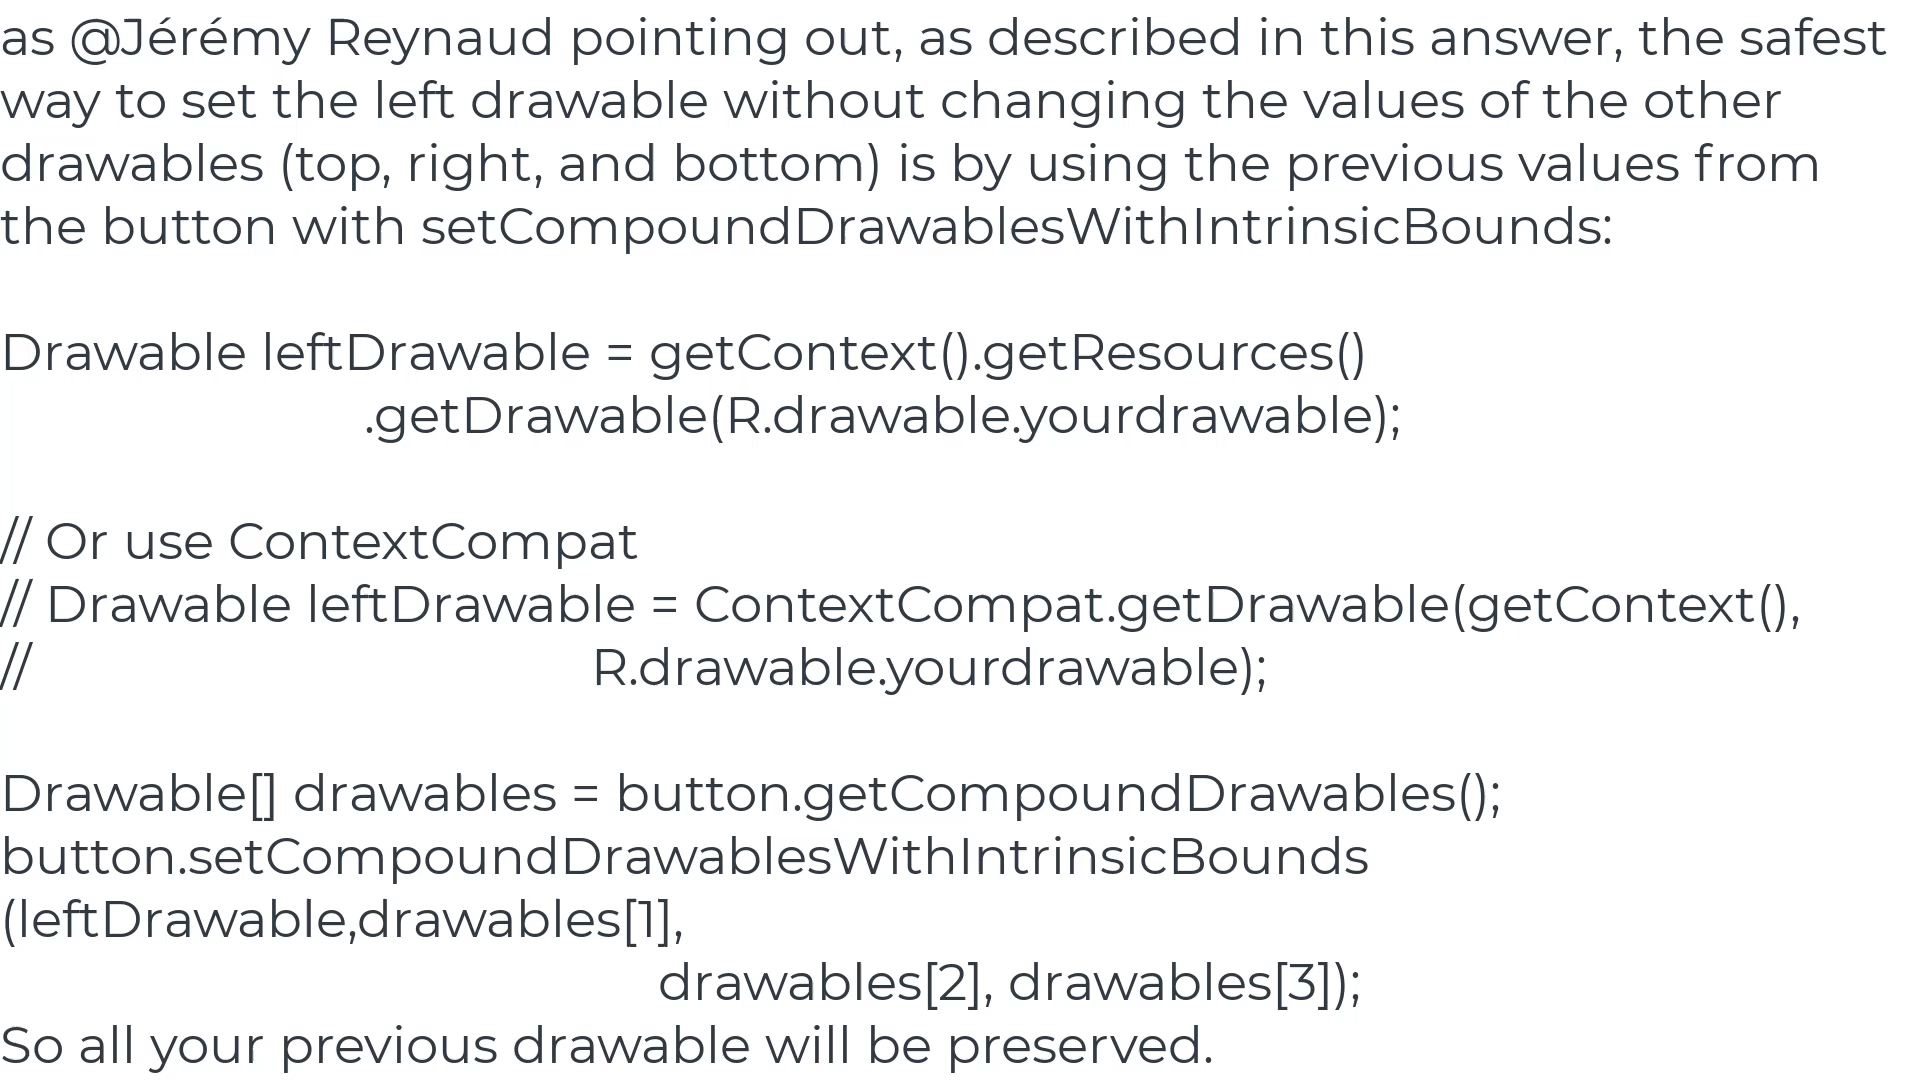 as @Jérémy Reynaud pointing out, as described in this answer, the safest
way to set the left drawable without changing the values of the other
drawables (top, right, and bottom) is by using the previous values from
the button with setCompoundDrawablesWithIntrinsicBounds:
Drawable leftDrawable = getContext().getResources()
.getDrawable(R.drawable.yourdrawable);
// Or use ContextCompat
// Drawable leftDrawable = ContextCompat.getDrawable(getContext(),
// R.drawable.yourdrawable);
Drawable[] drawables = button.getCompoundDrawables();
button.setCompoundDrawablesWithIntrinsicBounds
(leftDrawable,drawables[1],
drawables[2], drawables[3]);
So all your previous drawable will be preserved.